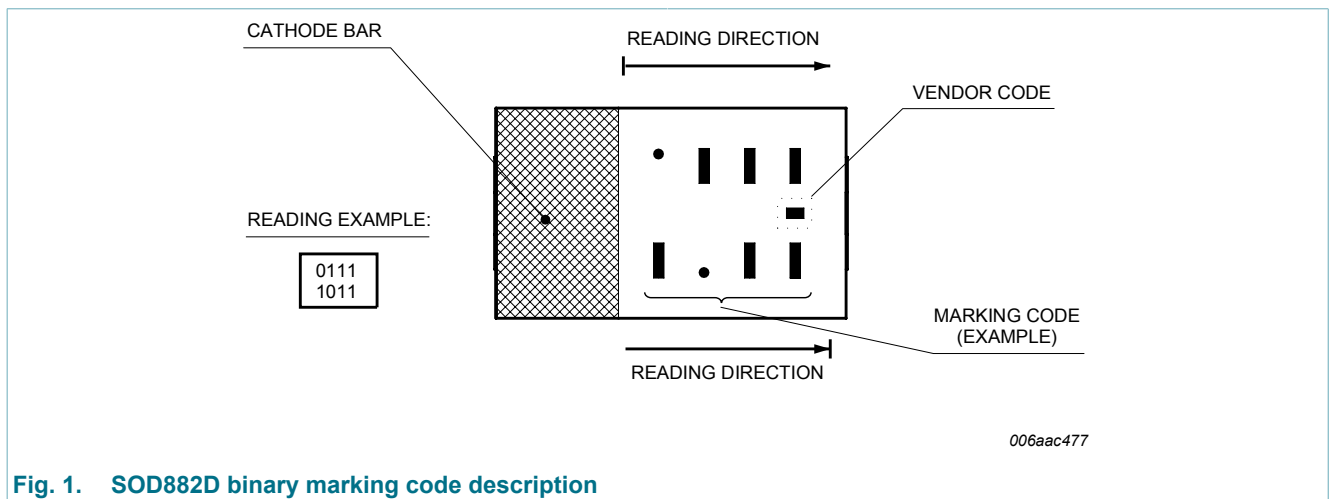 CATHODE BAR
READING DIRECTION
VENDOR CODE
READING EXAMPLE:
0111
1011
MARKING CODE
(EXAMPLE)
READING DIRECTION
006aac477
Fig. 1. SOD882D binary marking code description